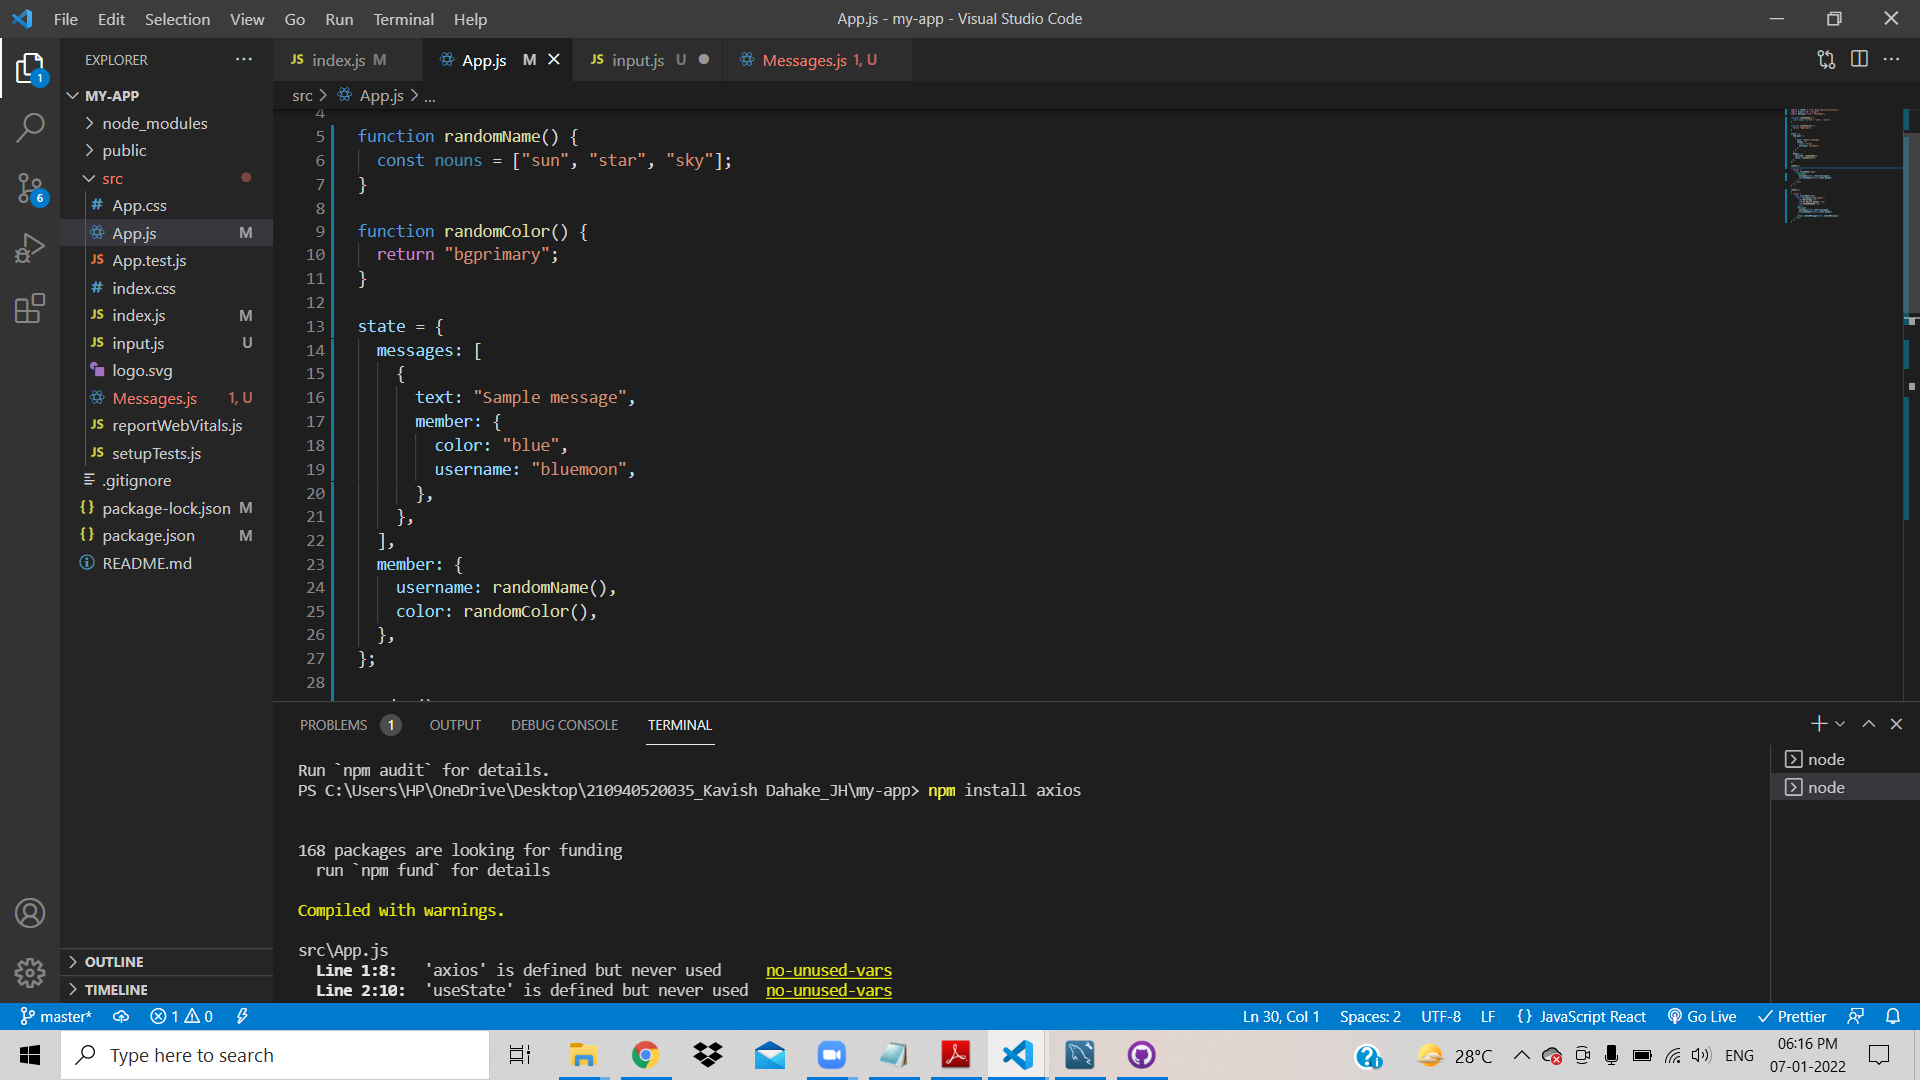 File Edit Selection View Go Run Terminal Help
App.js - my-app - Visual Studio Code
EXPLORER
JS index.js M
App.js M
JS input.js U
Messages.js 1, U
MY-APP
src > App.js > ...
node_modules
public
src
# App.css
App.js M
JS App.test.js
# index.css
JS index.js M
JS input.js U
logo.svg
Messages.js 1, U
JS reportWebVitals.js
JS setupTests.js
.gitignore
{} package-lock.json M
{} package.json M
README.md
OUTLINE
TIMELINE
1
6
4
5 function randomName() {
6 const nouns = ["sun", "star", "sky"];
7 }
8
9 function randomColor() {
10 return "bgprimary";
11 }
12
13 state = {
14 messages: [
15 {
16 text: "Sample message",
17 member: {
18 color: "blue",
19 username: "bluemoon",
20 },
21 },
22 ],
23 member: {
24 username: randomName(),
25 color: randomColor(),
26 },
27 };
28
PROBLEMS 1 OUTPUT DEBUG CONSOLE TERMINAL
Run `npm audit` for details.
PS C:\Users\HP\OneDrive\Desktop\210940520035_Kavish Dahake_JH\my-app> npm install axios
168 packages are looking for funding
run `npm fund` for details
Compiled with warnings.
src\App.js
Line 1:8: 'axios' is defined but never used no-unused-vars
Line 2:10: 'useState' is defined but never used no-unused-vars
node
node
master* 1 0
Ln 30, Col 1 Spaces: 2 UTF-8 LF {} JavaScript React Go Live Prettier
Type here to search
28°C
ENG
06:16 PM
07-01-2022